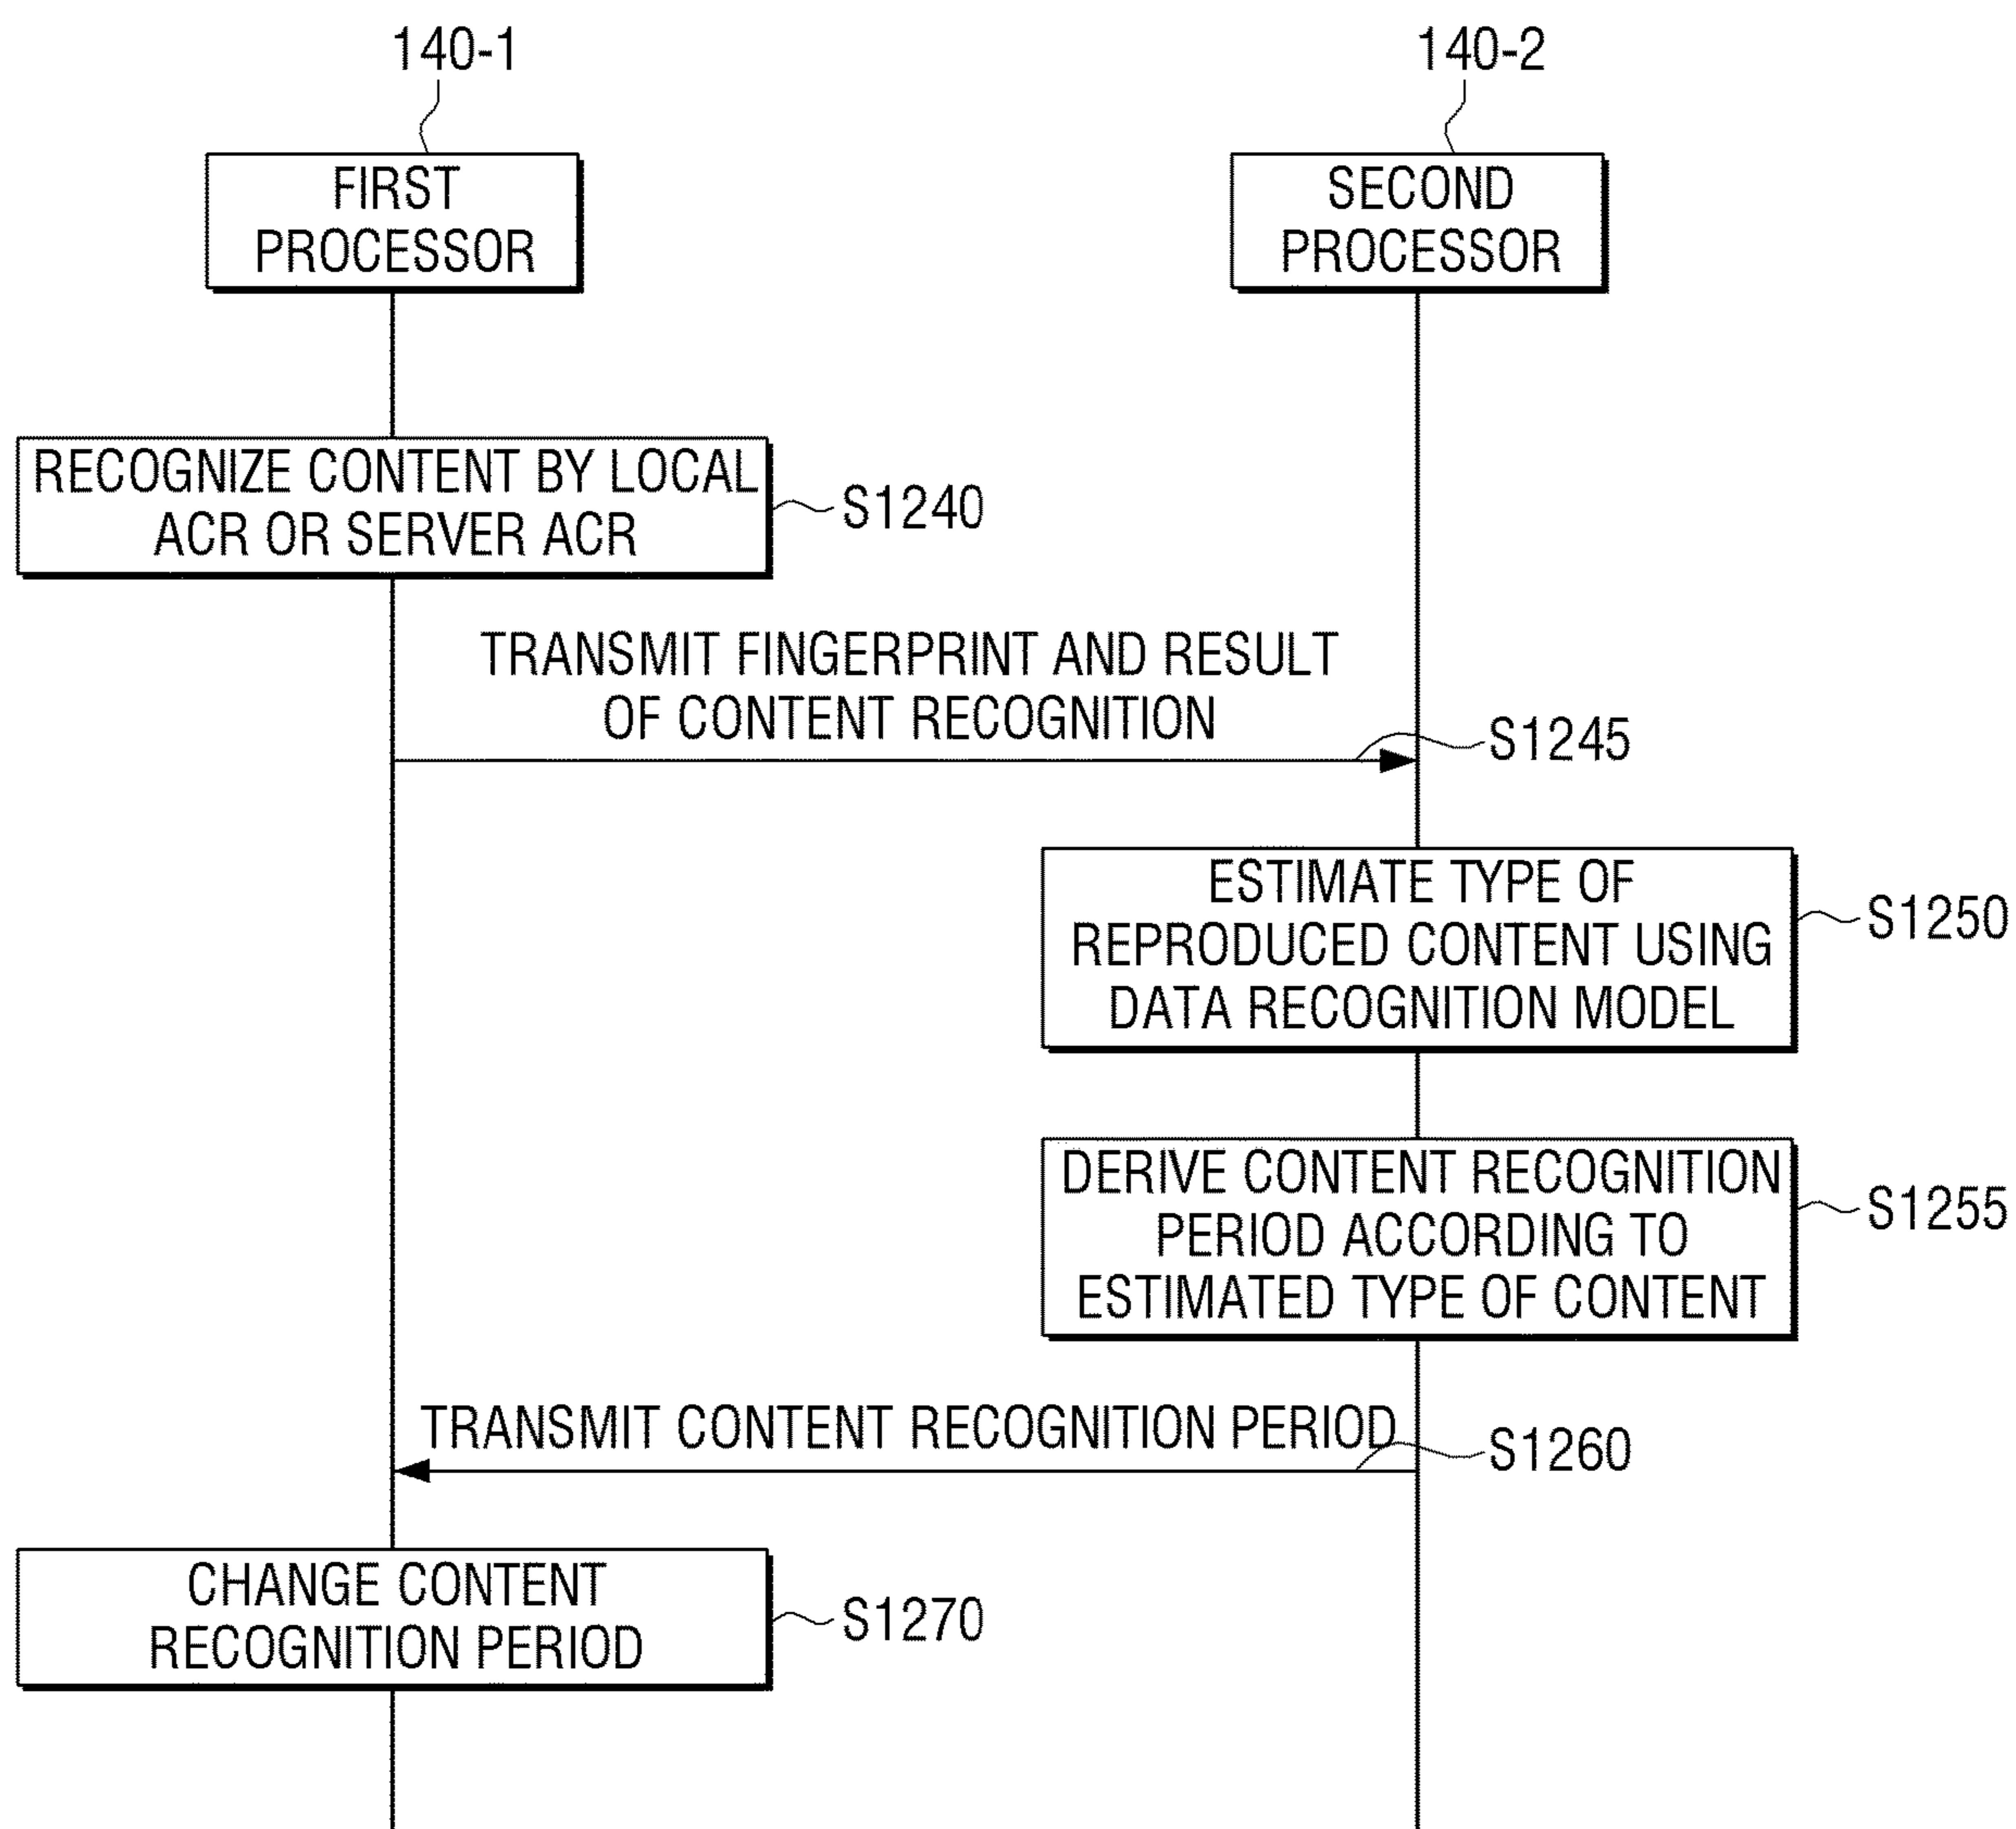 140-1
140-2
FIRST
PROCESSOR
SECOND
PROCESSOR
RECOGNIZE CONTENT BY LOCAL
ACR OR SERVER ACR
S1240
TRANSMIT FINGERPRINT AND RESULT
OF CONTENT RECOGNITION
S1245
ESTIMATE TYPE OF
REPRODUCED CONTENT USING
DATA RECOGNITION MODEL
S1250
DERIVE CONTENT RECOGNITION
PERIOD ACCORDING TO
ESTIMATED TYPE OF CONTENT
S1255
TRANSMIT CONTENT RECOGNITION PERIOD
S1260
CHANGE CONTENT
RECOGNITION PERIOD
S1270